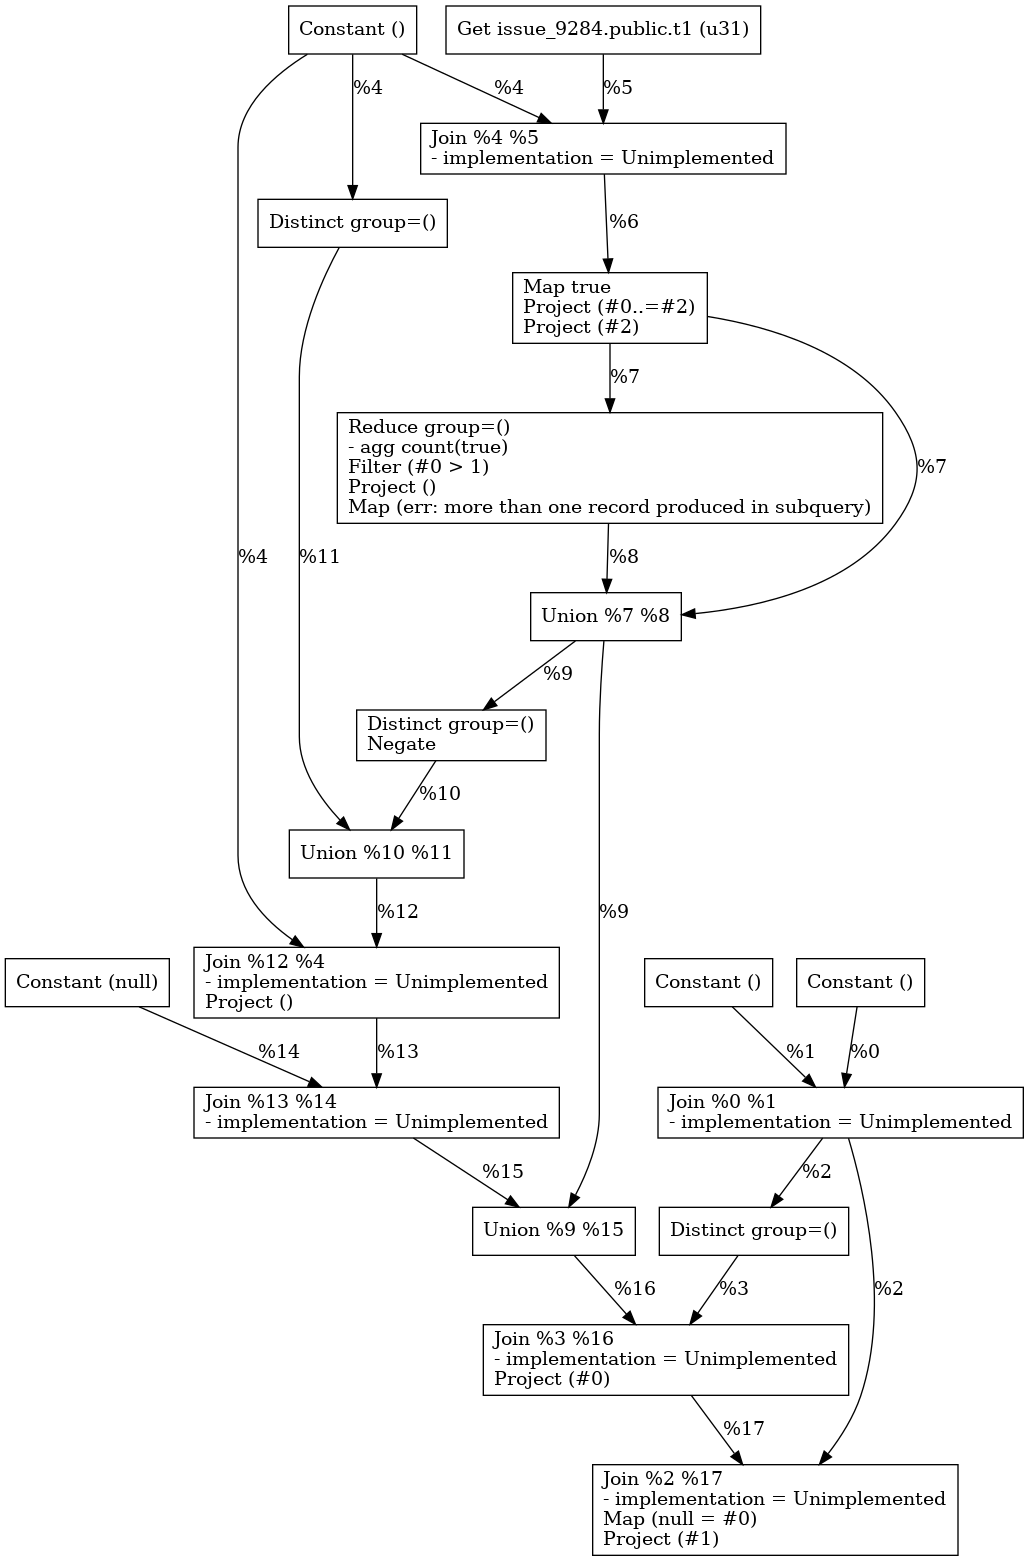 Constant ()
Get issue_9284.public.t1 (u31)
%4
%4
%5
Join %4 %5
- implementation = Unimplemented
Distinct group=()
%6
Map true
Project (#0..=#2)
Project (#2)
%7
Reduce group=()
- agg count(true)
Filter (#0 > 1)
Project ()
Map (err: more than one record produced in subquery)
%7
%4
%11
%8
Union %7 %8
%9
Distinct group=()
Negate
%10
Union %10 %11
%12
%9
Join %12 %4
- implementation = Unimplemented
Project ()
Constant (null)
Constant ()
Constant ()
%14
%13
%1
%0
Join %13 %14
- implementation = Unimplemented
Join %0 %1
- implementation = Unimplemented
%15
%2
Union %9 %15
Distinct group=()
%16
%3
%2
Join %3 %16
- implementation = Unimplemented
Project (#0)
%17
Join %2 %17
- implementation = Unimplemented
Map (null = #0)
Project (#1)